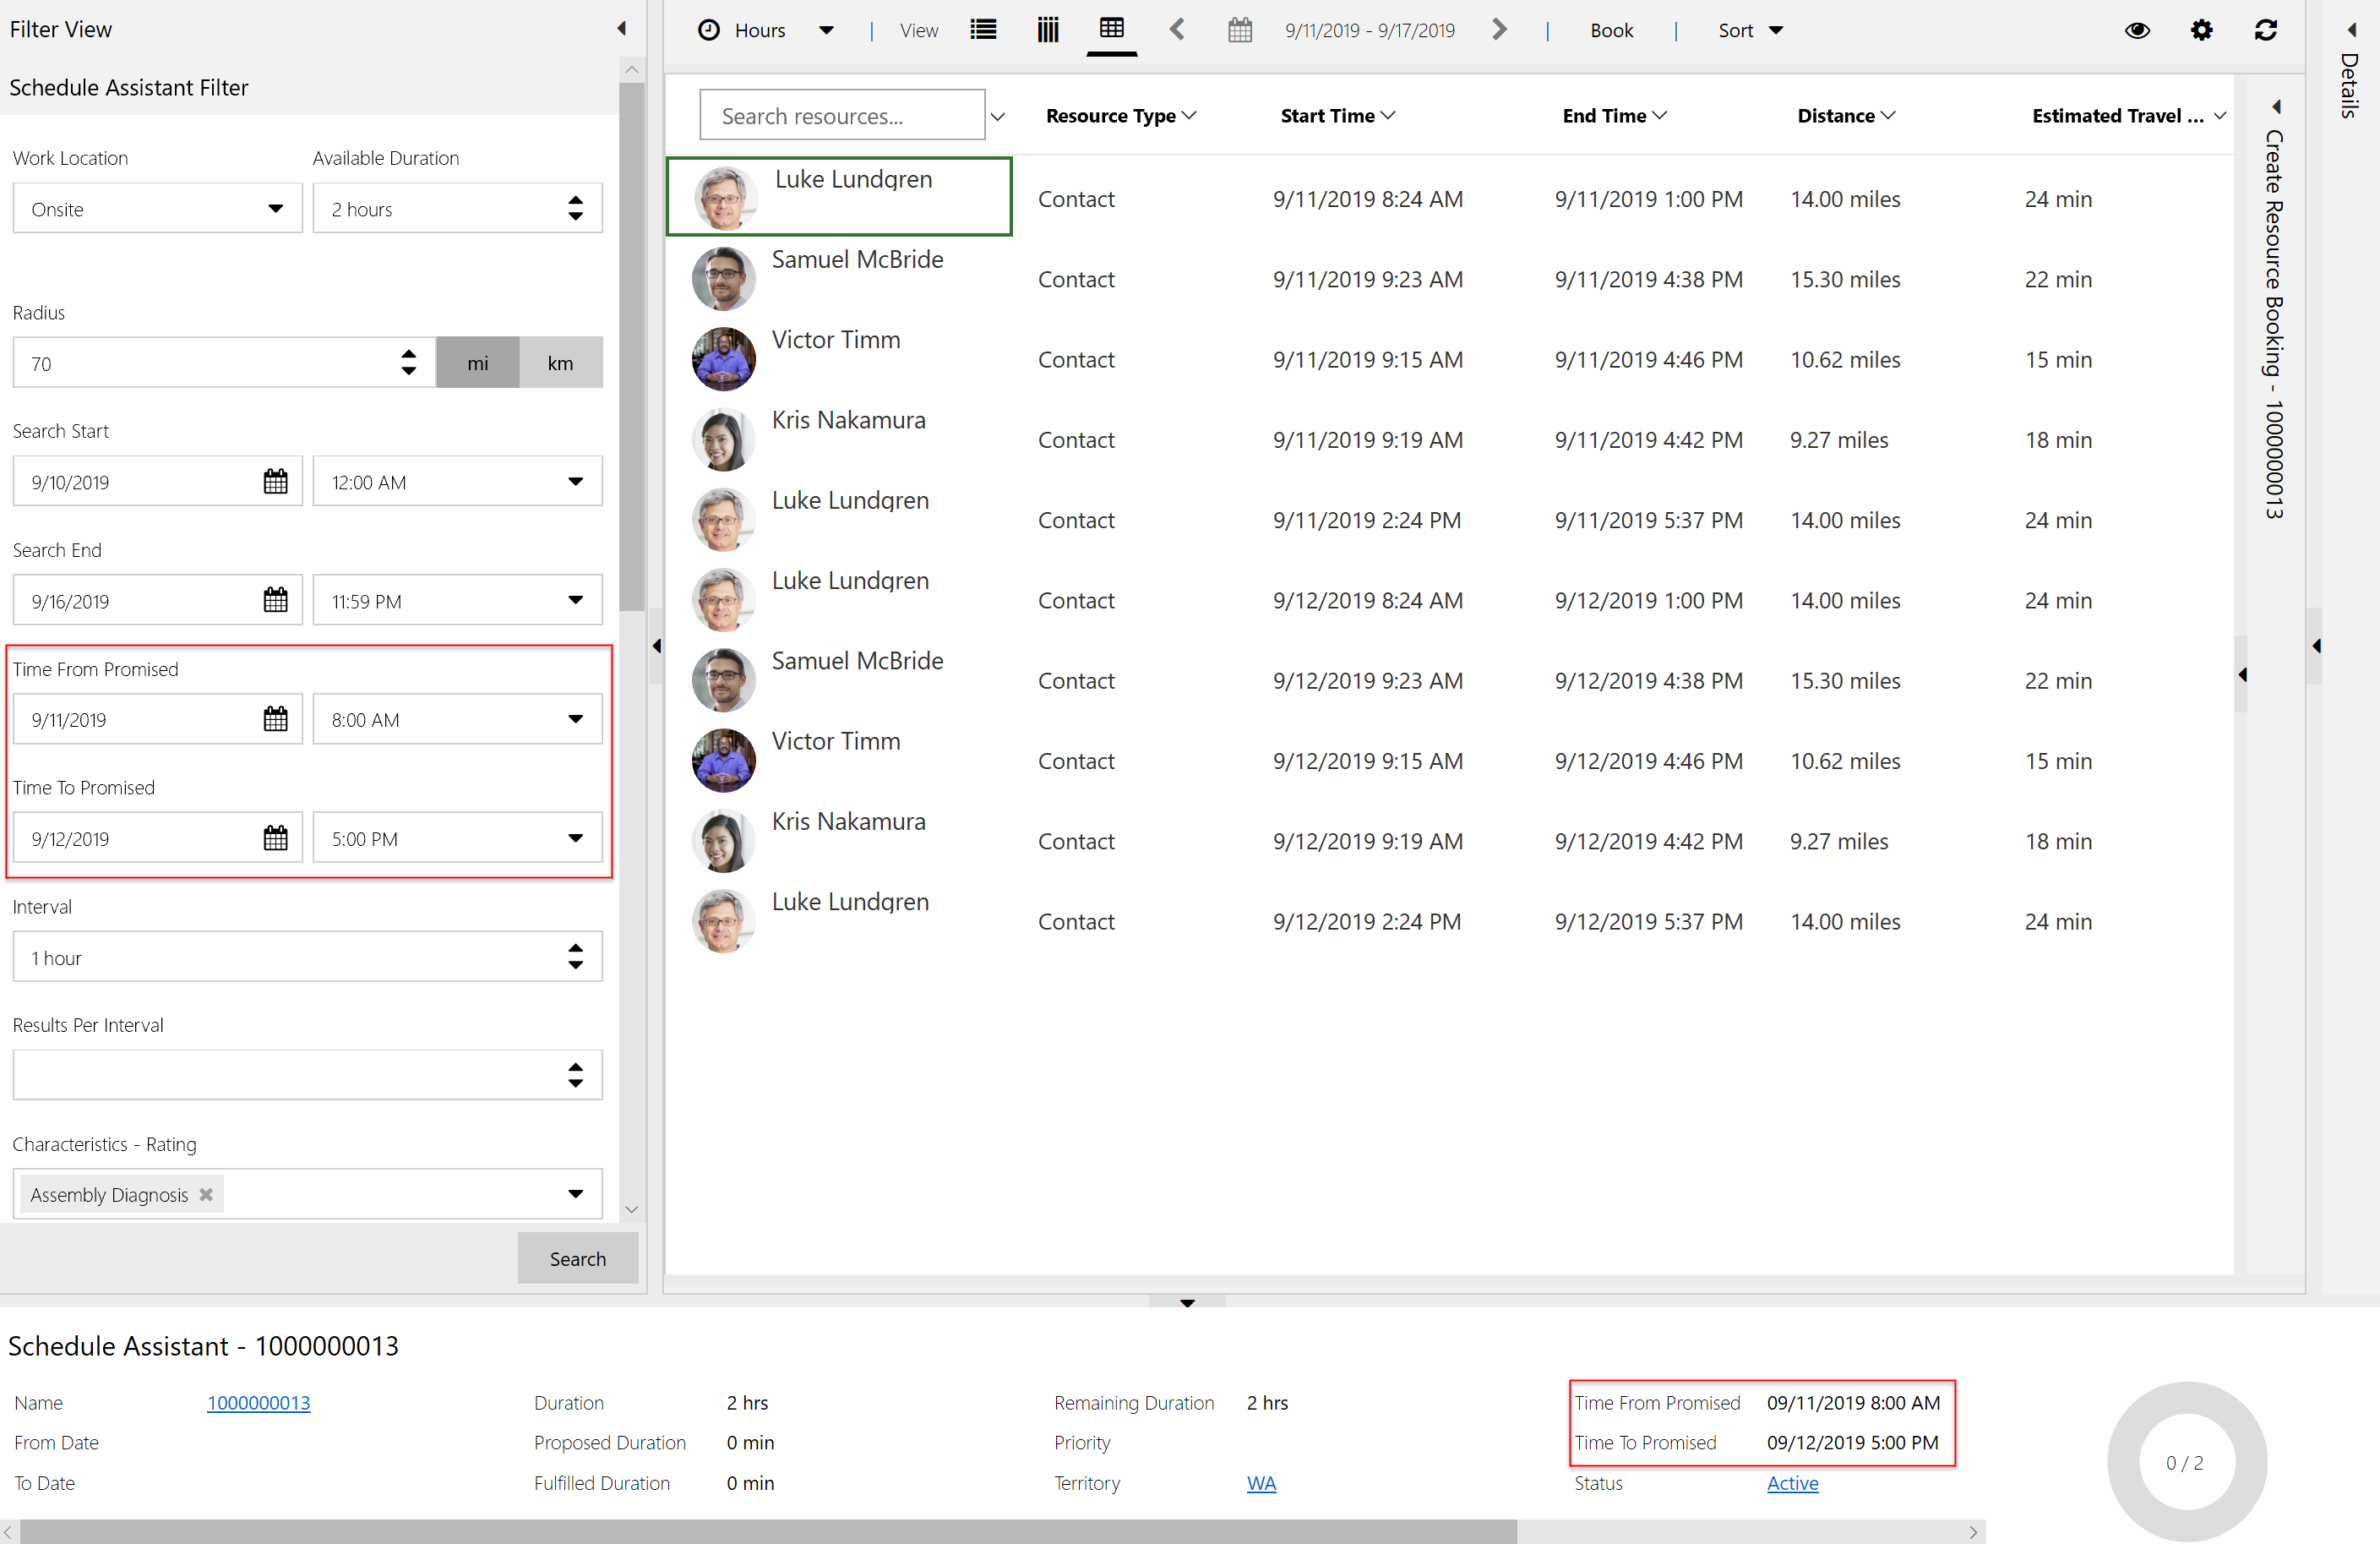 Filter View
Hours | View 9/11/2019 - 9/17/2019 | Book | Sort
Details
Schedule Assistant Filter
Work Location Available Duration
Onsite 2 hours
Radius
70 mi km
Search Start
9/10/2019 12:00 AM
Search End
9/16/2019 11:59 PM
Time From Promised
9/11/2019 8:00 AM
Time To Promised
9/12/2019 5:00 PM
Interval
1 hour
Results Per Interval
Characteristics - Rating
Assembly Diagnosis
Search
Search resources... Resource Type Start Time End Time Distance Estimated Travel ...
Luke Lundgren Contact 9/11/2019 8:24 AM 9/11/2019 1:00 PM 14.00 miles 24 min
Samuel McBride Contact 9/11/2019 9:23 AM 9/11/2019 4:38 PM 15.30 miles 22 min
Victor Timm Contact 9/11/2019 9:15 AM 9/11/2019 4:46 PM 10.62 miles 15 min
Kris Nakamura Contact 9/11/2019 9:19 AM 9/11/2019 4:42 PM 9.27 miles 18 min
Luke Lundgren Contact 9/11/2019 2:24 PM 9/11/2019 5:37 PM 14.00 miles 24 min
Luke Lundgren Contact 9/12/2019 8:24 AM 9/12/2019 1:00 PM 14.00 miles 24 min
Samuel McBride Contact 9/12/2019 9:23 AM 9/12/2019 4:38 PM 15.30 miles 22 min
Victor Timm Contact 9/12/2019 9:15 AM 9/12/2019 4:46 PM 10.62 miles 15 min
Kris Nakamura Contact 9/12/2019 9:19 AM 9/12/2019 4:42 PM 9.27 miles 18 min
Luke Lundgren Contact 9/12/2019 2:24 PM 9/12/2019 5:37 PM 14.00 miles 24 min
Create Resource Booking - 1000000013
Schedule Assistant - 1000000013
Name 1000000013 Duration 2 hrs Remaining Duration 2 hrs Time From Promised 09/11/2019 8:00 AM
From Date Proposed Duration 0 min Priority Time To Promised 09/12/2019 5:00 PM
To Date Fulfilled Duration 0 min Territory WA Status Active
0 / 2